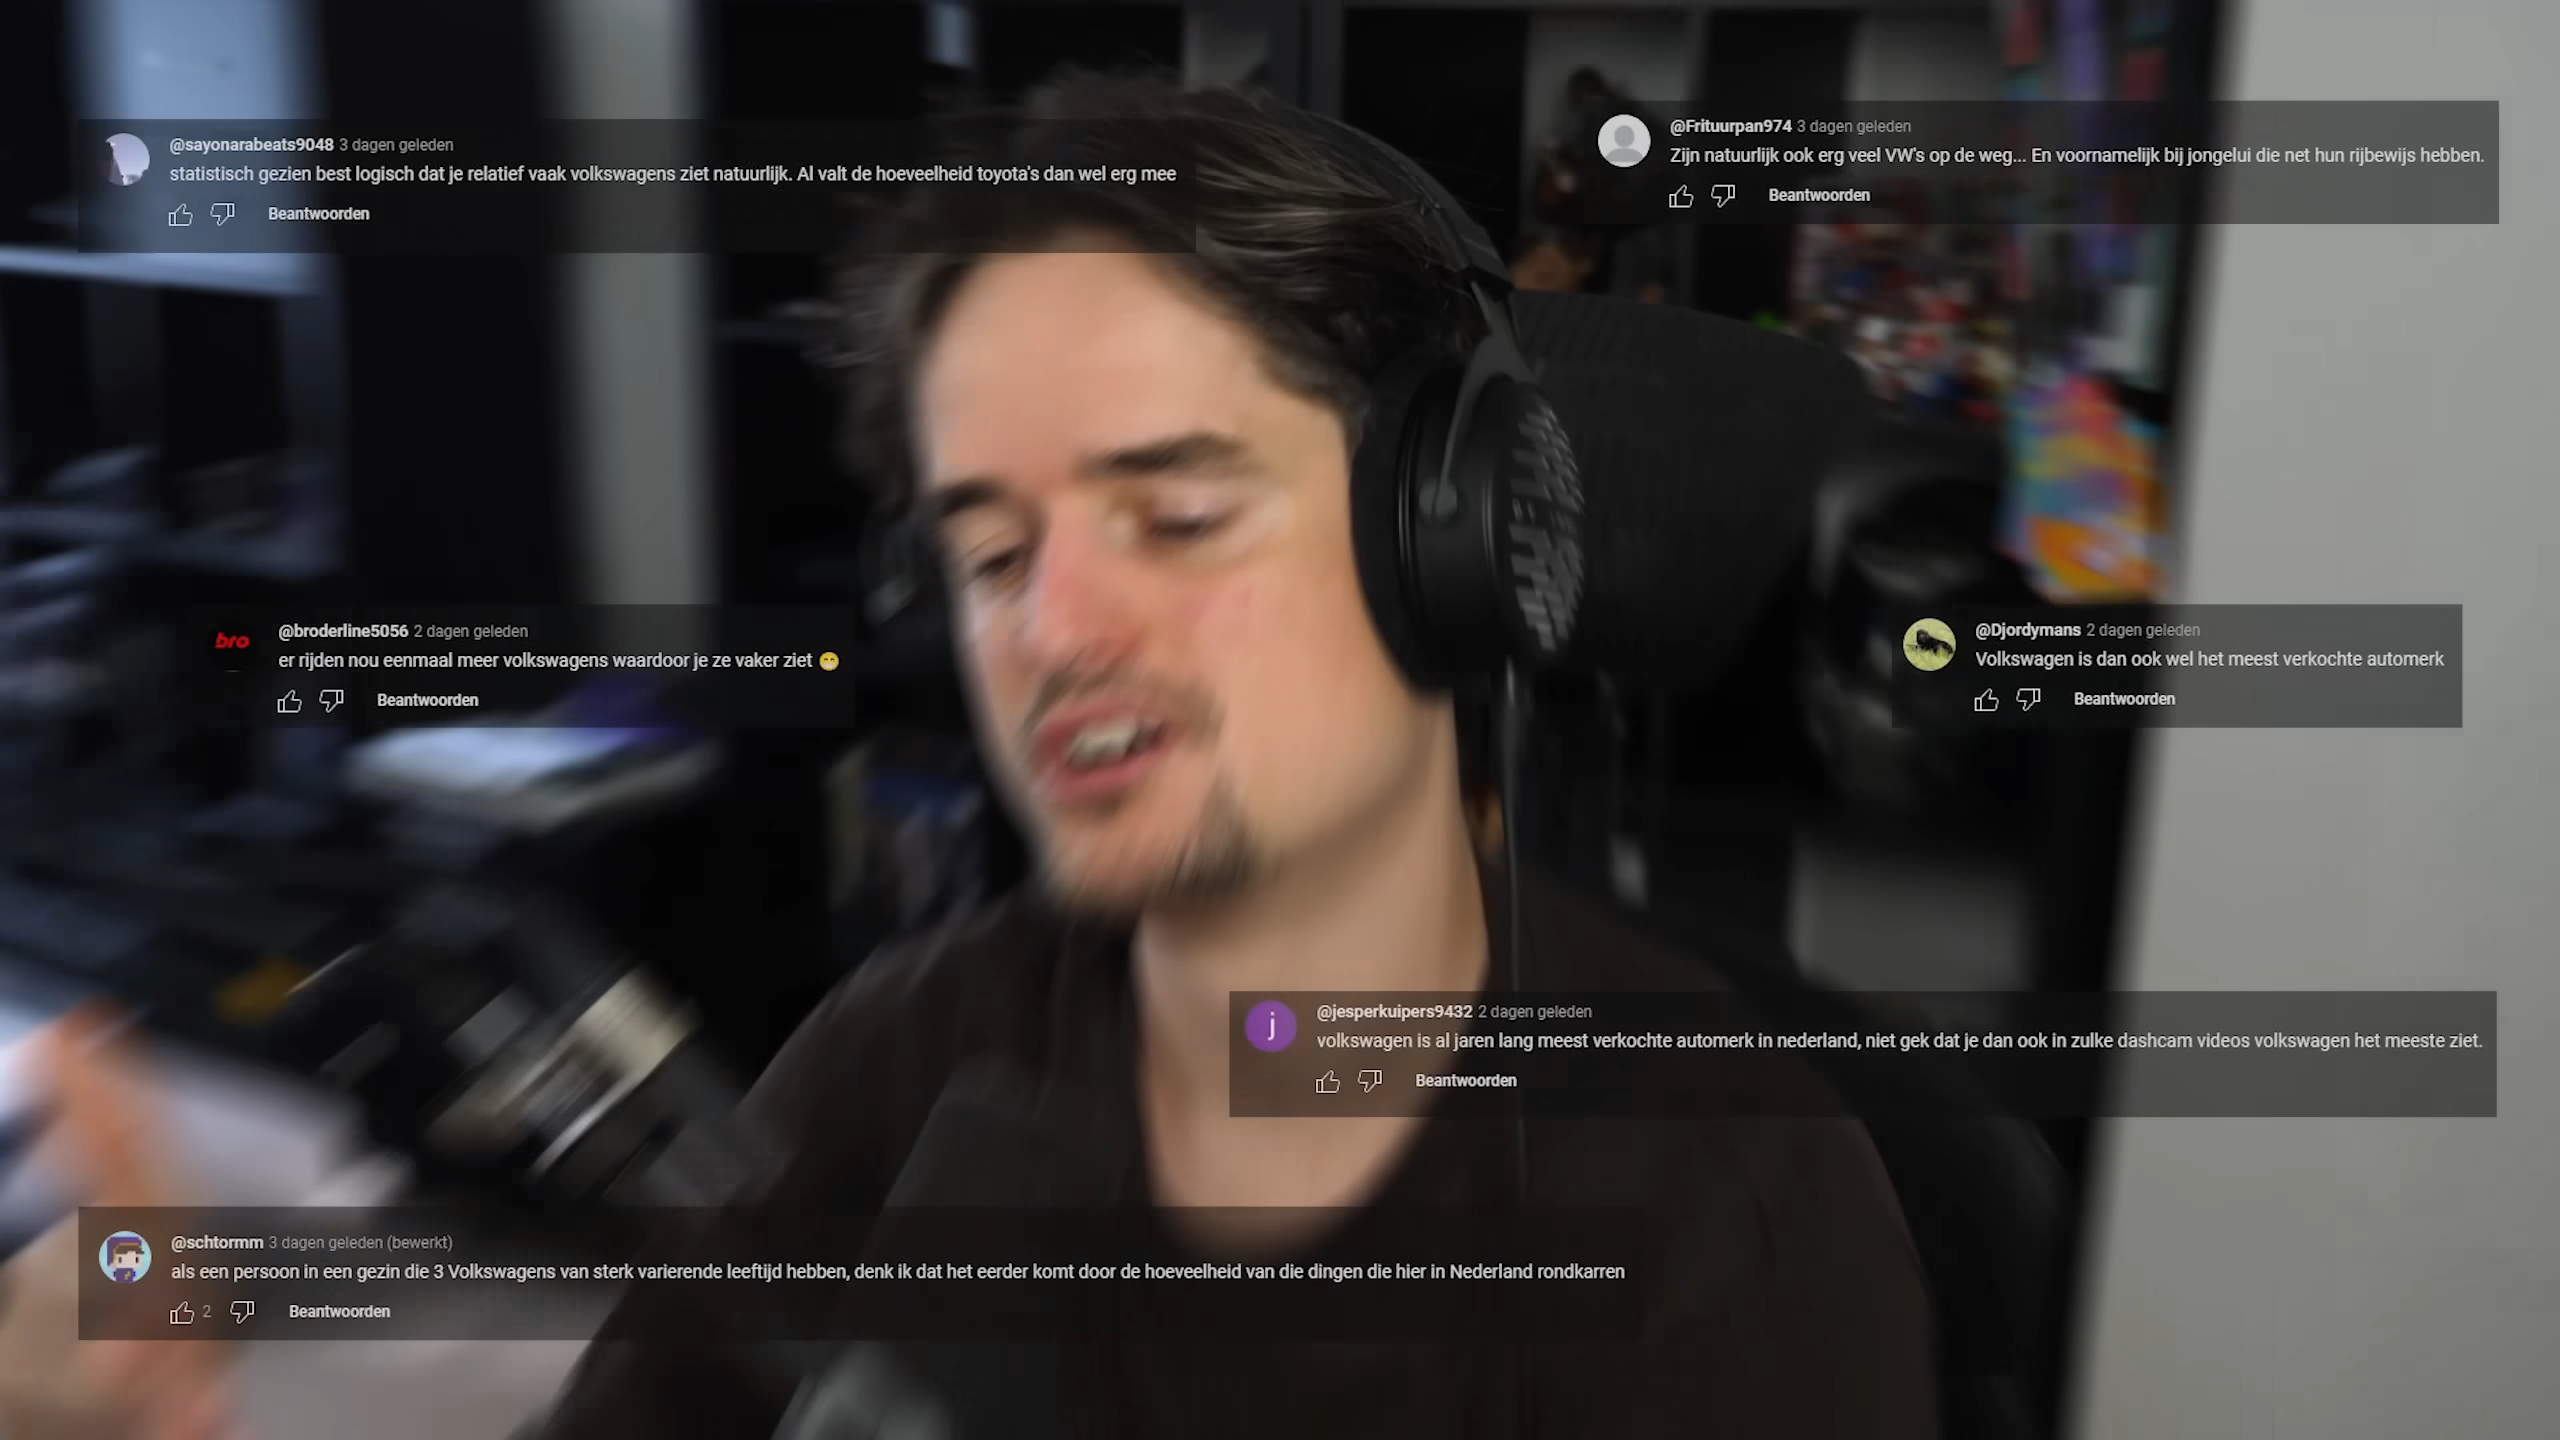 @sayonarabeats9048 3 dagen geleden
statistisch gezien best logisch dat je relatief vaak volkswagens ziet natuurlijk. Al valt de hoeveelheid toyota's dan wel erg mee
Beantwoorden
@Frituurpan974 3 dagen geleden
Zijn natuurlijk ook erg veel VW's op de weg... En voornamelijk bij jongelui die net hun rijbewijs hebben.
Beantwoorden
bro
@broderline5056 2 dagen geleden
er rijden nou eenmaal meer volkswagens waardoor je ze vaker ziet 😁
Beantwoorden
@Djordymans 2 dagen geleden
Volkswagen is dan ook wel het meest verkochte automerk
Beantwoorden
j
@jesperkuipers9432 2 dagen geleden
volkswagen is al jaren lang meest verkochte automerk in nederland, niet gek dat je dan ook in zulke dashcam videos volkswagen het meeste ziet.
Beantwoorden
@schtormm 3 dagen geleden (bewerkt)
als een persoon in een gezin die 3 Volkswagens van sterk varierende leeftijd hebben, denk ik dat het eerder komt door de hoeveelheid van die dingen die hier in Nederland rondkarren
2 Beantwoorden